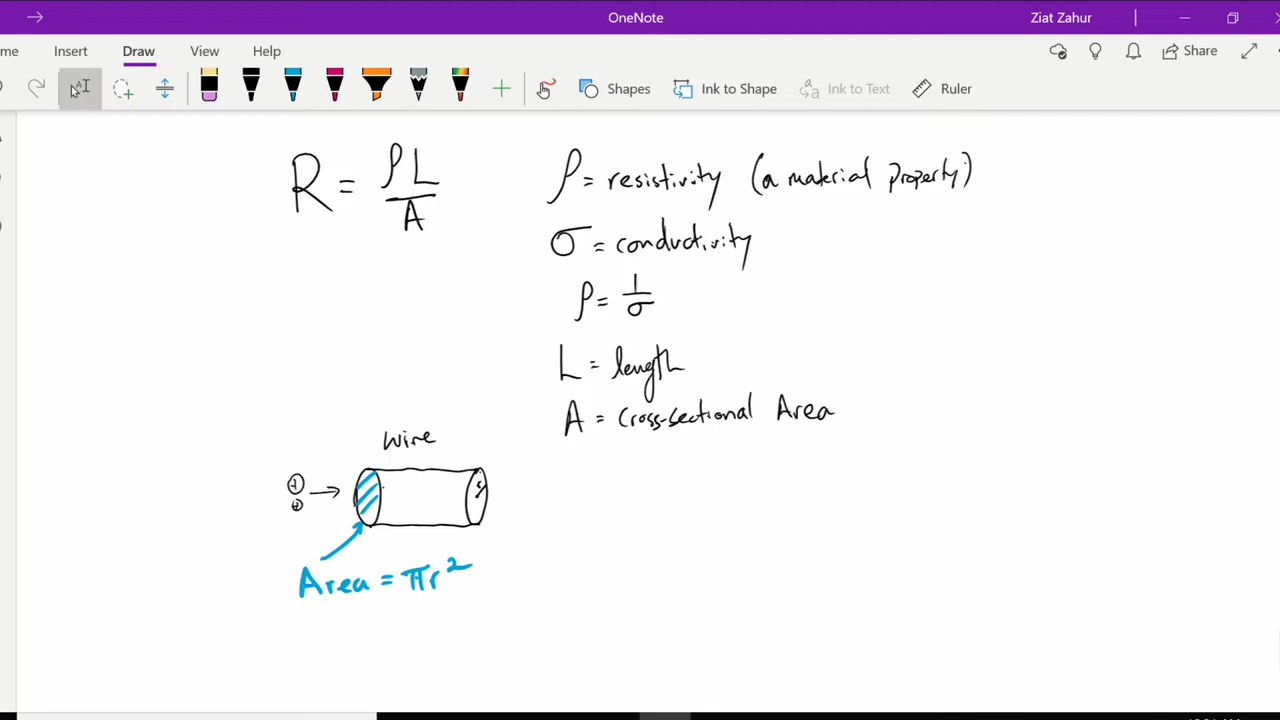 OneNote
Ziat Zahur
me Insert Draw View Help
Share
Shapes
Ink to Shape
Ink to Text
Ruler
R = ρL/A
ρ = resistivity (a material property)
σ = conductivity
ρ = 1/σ
L = length
A = cross-sectional Area
wire
Area = πr²